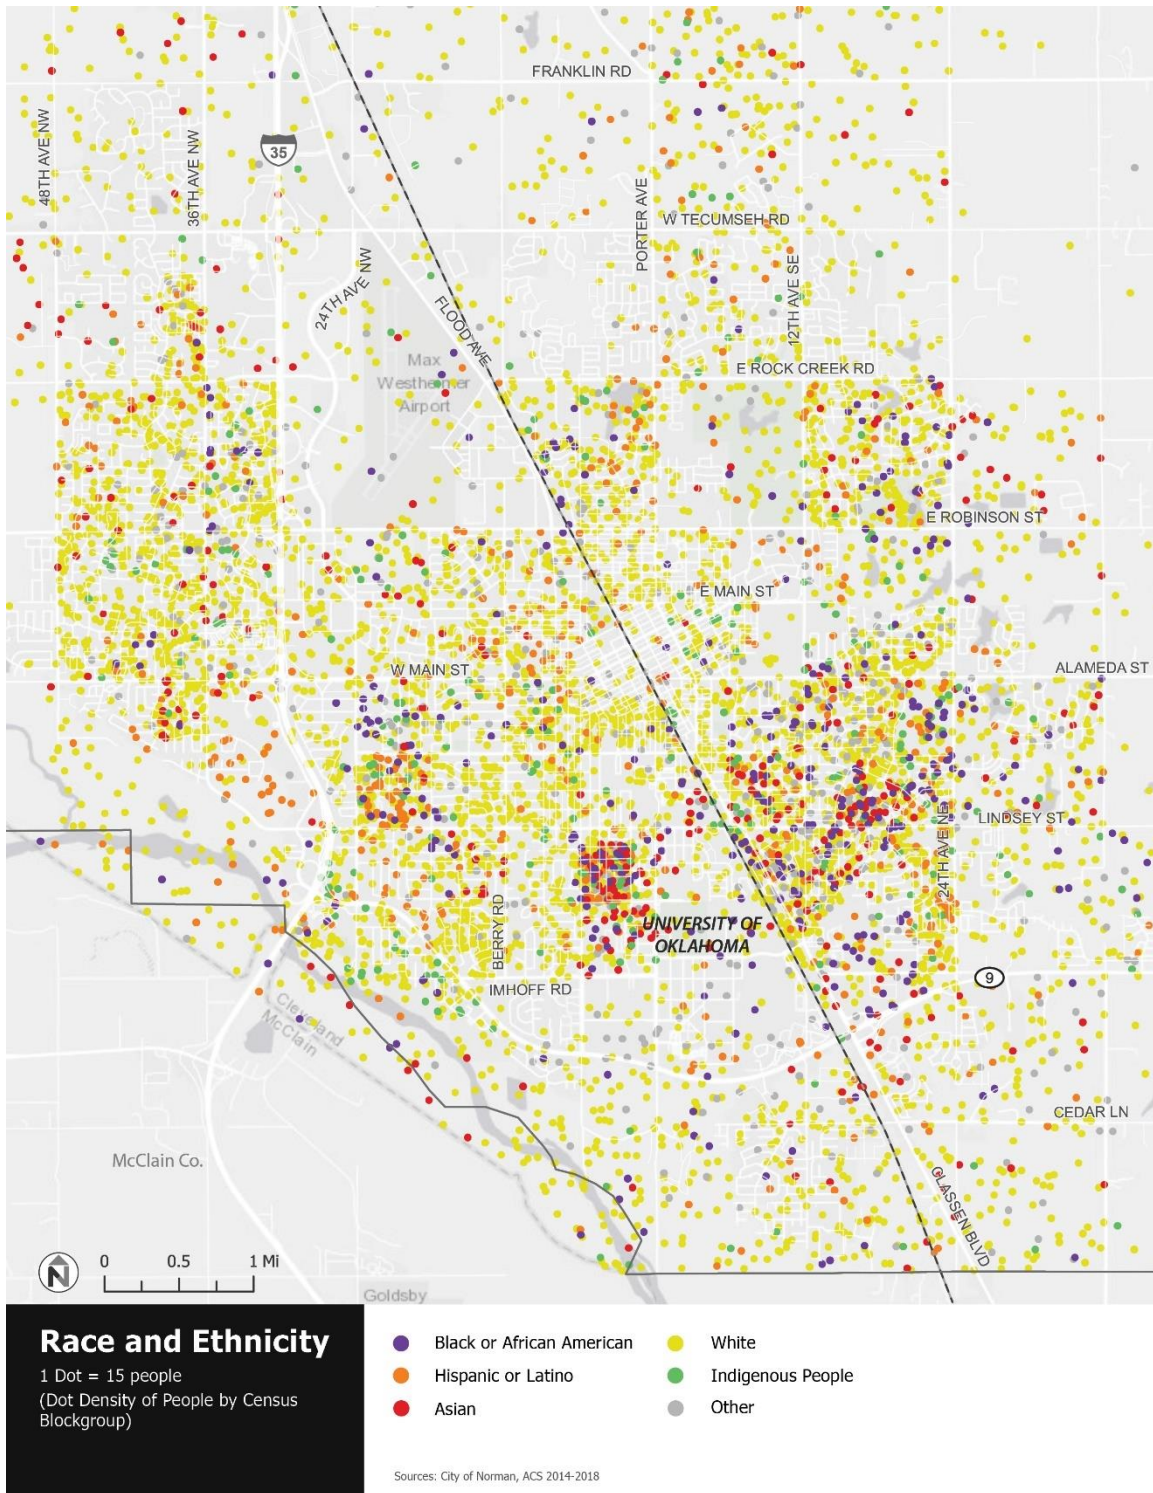 FRANKLIN RD
48TH AVE NW
36TH AVE NW
35
PORTER AVE
W TECUMSEH RD
24TH AVE NW
12TH AVE SE
FLOOD AVE
Max
Westheimer
Airport
E ROCK CREEK RD
E ROBINSON ST
E MAIN ST
W MAIN ST
ALAMEDA ST
LINDSEY ST
24TH AVE NE
BERRY RD
UNIVERSITY OF
OKLAHOMA
IMHOFF RD
9
Cleveland
McClain
CEDAR LN
McClain Co.
CLASSEN BLVD
N
0 0.5 1 Mi
Goldsby
Race and Ethnicity
1 Dot = 15 people
(Dot Density of People by Census
Blockgroup)
Black or African American
Hispanic or Latino
Asian
White
Indigenous People
Other
Sources: City of Norman, ACS 2014-2018